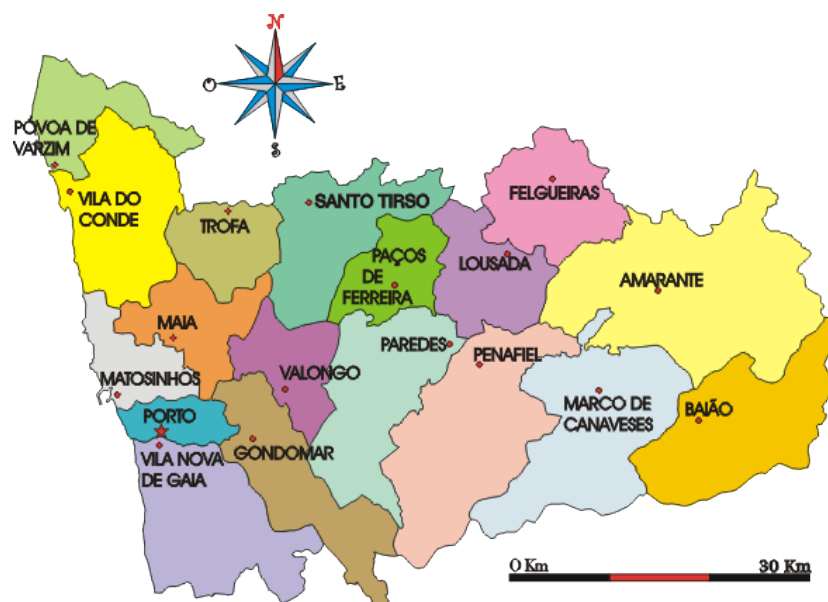 N
O
E
S
PÓVOA DE
VARZIM
VILA DO
CONDE
TROFA
SANTO TIRSO
FELGUEIRAS
PAÇOS
DE
FERREIRA
LOUSADA
AMARANTE
MAIA
PAREDES
PENAFIEL
MATOSINHOS
VALONGO
MARCO DE
CANAVESES
BAIÃO
PORTO
GONDOMAR
VILA NOVA
DE GAIA
O Km
30 Km